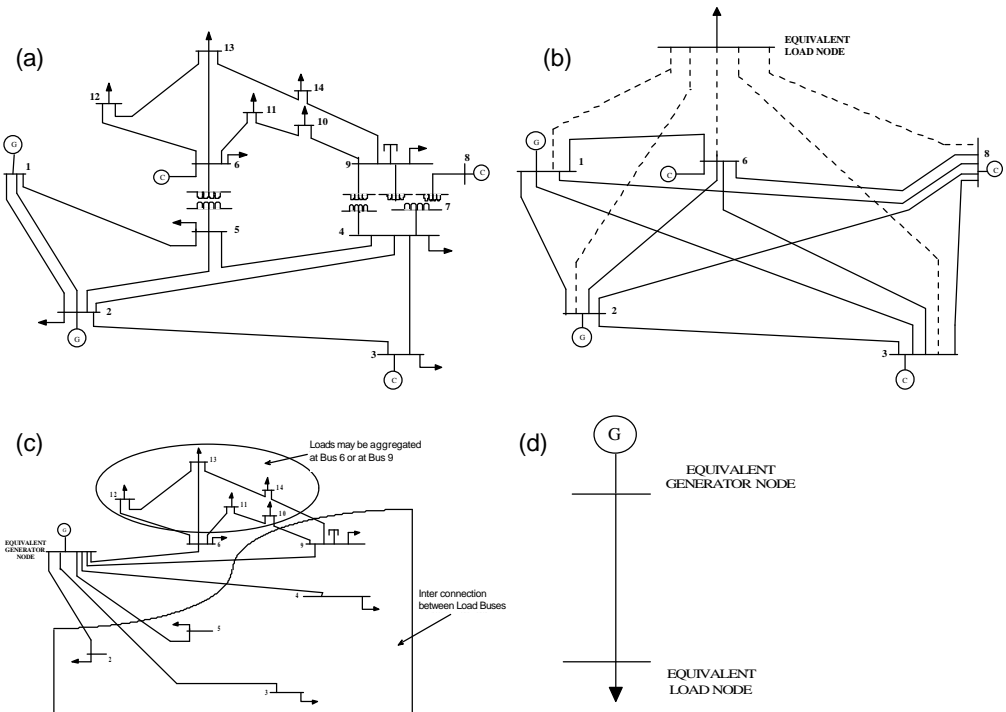 (a)
13
14
12
11
10
G
1
C
6
9
8
C
7
5
4
2
G
3
C
(b)
EQUIVALENT
LOAD NODE
G
1
6
C
8
C
2
G
3
C
(c)
Loads may be aggregated
at Bus 6 or at Bus 9
13
12
14
11
10
G
EQUIVALENT
GENERATOR
NODE
6
9
4
Inter connection
between Load Buses
5
2
3
(d)
G
EQUIVALENT
GENERATOR NODE
EQUIVALENT
LOAD NODE